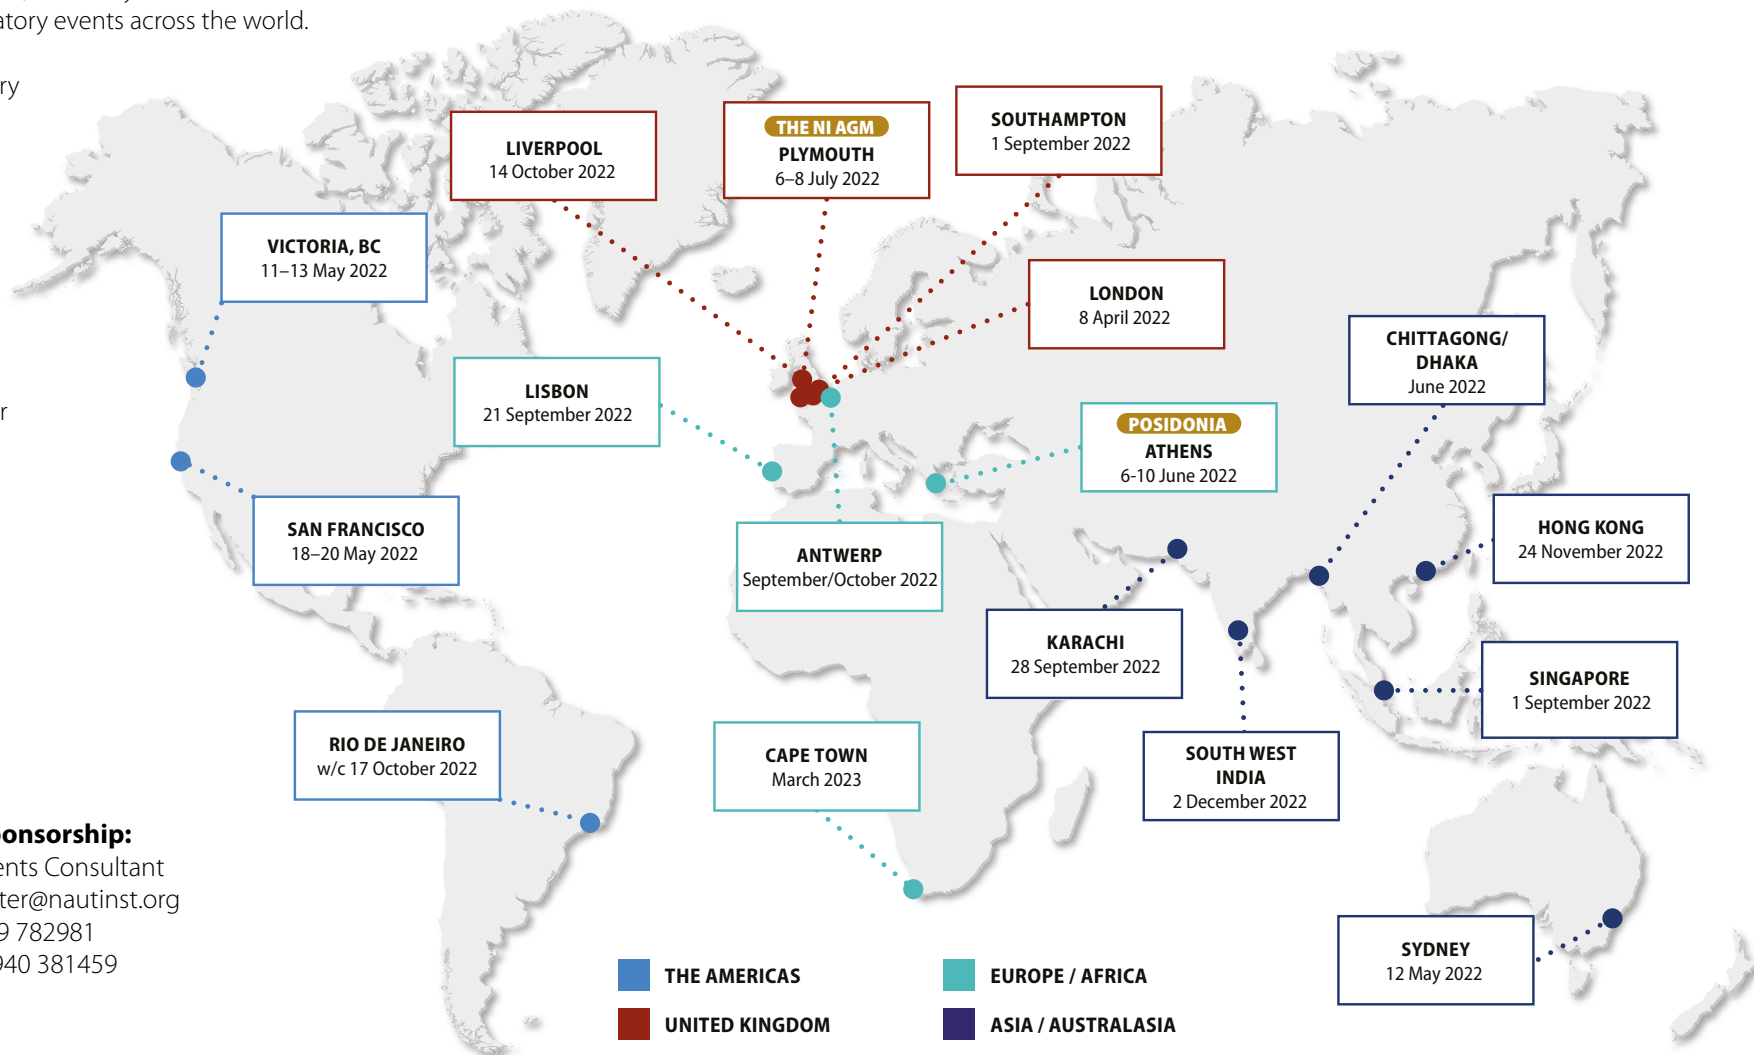 atory events across the world.
ry
r
onsorship:
ents Consultant
ter@nautinst.org
9 782981
940 381459
LIVERPOOL
14 October 2022
THE NI AGM
PLYMOUTH
6–8 July 2022
SOUTHAMPTON
1 September 2022
VICTORIA, BC
11–13 May 2022
LONDON
8 April 2022
CHITTAGONG/
DHAKA
June 2022
LISBON
21 September 2022
POSIDONIA
ATHENS
6-10 June 2022
SAN FRANCISCO
18–20 May 2022
ANTWERP
September/October 2022
HONG KONG
24 November 2022
KARACHI
28 September 2022
SINGAPORE
1 September 2022
RIO DE JANEIRO
w/c 17 October 2022
CAPE TOWN
March 2023
SOUTH WEST
INDIA
2 December 2022
SYDNEY
12 May 2022
THE AMERICAS
EUROPE / AFRICA
UNITED KINGDOM
ASIA / AUSTRALASIA